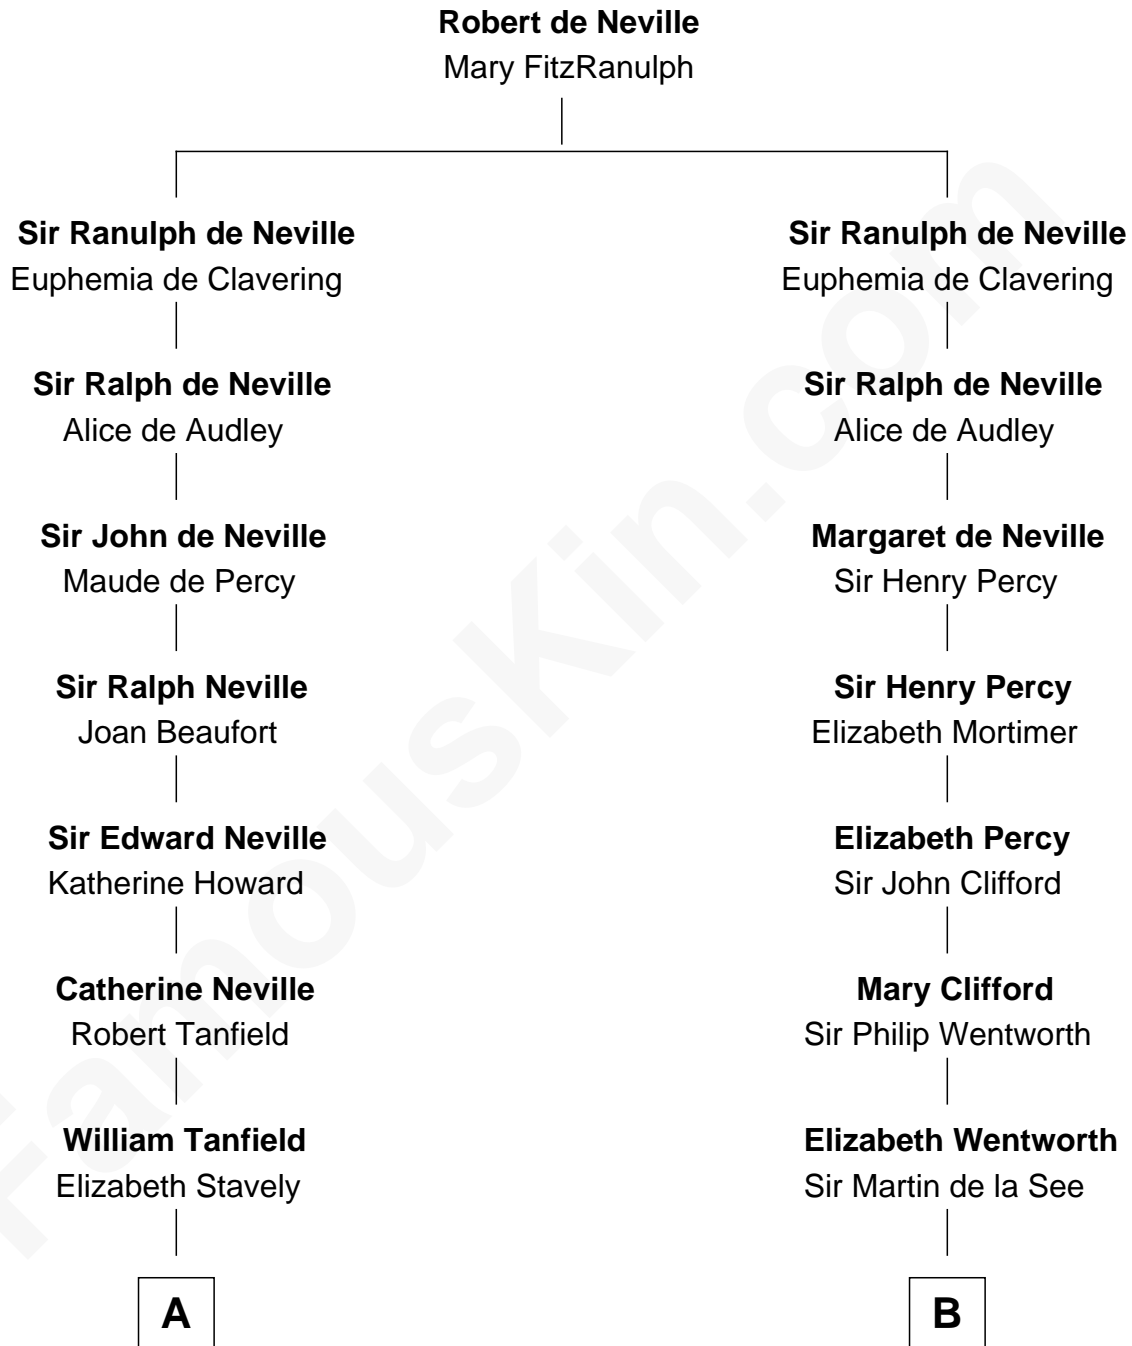 Robert de Neville
Mary FitzRanulph
Sir Ranulph de Neville
Euphemia de Clavering
Sir Ralph de Neville
Alice de Audley
Sir John de Neville
Maude de Percy
Sir Ralph Neville
Joan Beaufort
Sir Edward Neville
Katherine Howard
Catherine Neville
Robert Tanfield
William Tanfield
Elizabeth Stavely
A
Sir Ranulph de Neville
Euphemia de Clavering
Sir Ralph de Neville
Alice de Audley
Margaret de Neville
Sir Henry Percy
Sir Henry Percy
Elizabeth Mortimer
Elizabeth Percy
Sir John Clifford
Mary Clifford
Sir Philip Wentworth
Elizabeth Wentworth
Sir Martin de la See
B
FamousKin.com